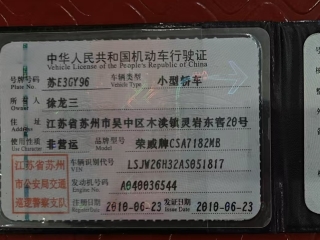 中华人民共和国机动车行驶证
Vehicle License of the People's Republic of China
号牌号码 Plate No. 苏E3GY96 车辆类型 Vehicle Type 小型轿车
所有人 Owner 徐龙三
住址 Address 江苏省苏州市吴中区木渎镇灵岩东客20号
使用性质 Use Character 非营运 品牌型号 Model 荣威牌CSA7182MB
车辆识别代号 VIN LSJW26H32AS051817
发动机号码 Engine No. A040036544
注册日期 2010-06-23 发证日期 2010-06-23
江苏省苏州
市公安局交通
巡逻警察支队